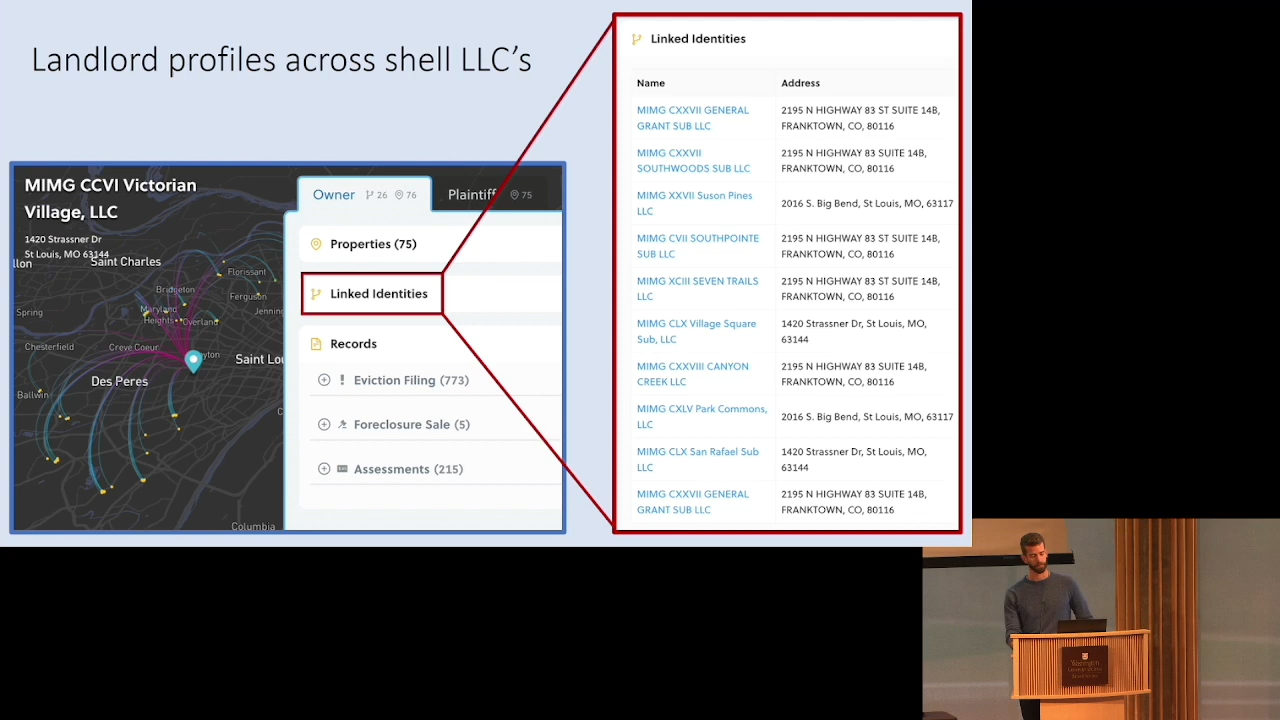 Landlord profiles across shell LLC's
MIMG CCVI Victorian
Village, LLC
1420 Strassner Dr
St Louis, MO 63144
Saint Charles
Florissant
Bridgeton
Ferguson
Maryland
Heights
Overland
Spring
Chesterfield
Creve Coeur
Saint Lou
Des Peres
Ballwin
Columbia
Owner 26 76
Plaintiff 75
Properties (75)
Linked Identities
Records
Eviction Filing (773)
Foreclosure Sale (5)
Assessments (215)
Linked Identities
Name Address
MIMG CXXVII GENERAL 2195 N HIGHWAY 83 ST SUITE 14B,
GRANT SUB LLC FRANKTOWN, CO, 80116
MIMG CXXVII 2195 N HIGHWAY 83 SUITE 14B,
SOUTHWOODS SUB LLC FRANKTOWN, CO, 80116
MIMG XXVII Suson Pines
LLC 2016 S. Big Bend, St Louis, MO, 63117
MIMG CVII SOUTHPOINTE 2195 N HIGHWAY 83 SUITE 14B,
SUB LLC FRANKTOWN, CO, 80116
MIMG XCIII SEVEN TRAILS 2195 N HIGHWAY 83 ST SUITE 14B,
LLC FRANKTOWN, CO, 80116
MIMG CLX Village Square 1420 Strassner Dr, St Louis, MO,
Sub, LLC 63144
MIMG CXXVIII CANYON 2195 N HIGHWAY 83 SUITE 14B,
CREEK LLC FRANKTOWN, CO, 80116
MIMG CXLV Park Commons,
LLC 2016 S. Big Bend, St Louis, MO, 63117
MIMG CLX San Rafael Sub 1420 Strassner Dr, St Louis, MO,
LLC 63144
MIMG CXXVII GENERAL 2195 N HIGHWAY 83 SUITE 14B,
GRANT SUB LLC FRANKTOWN, CO, 80116